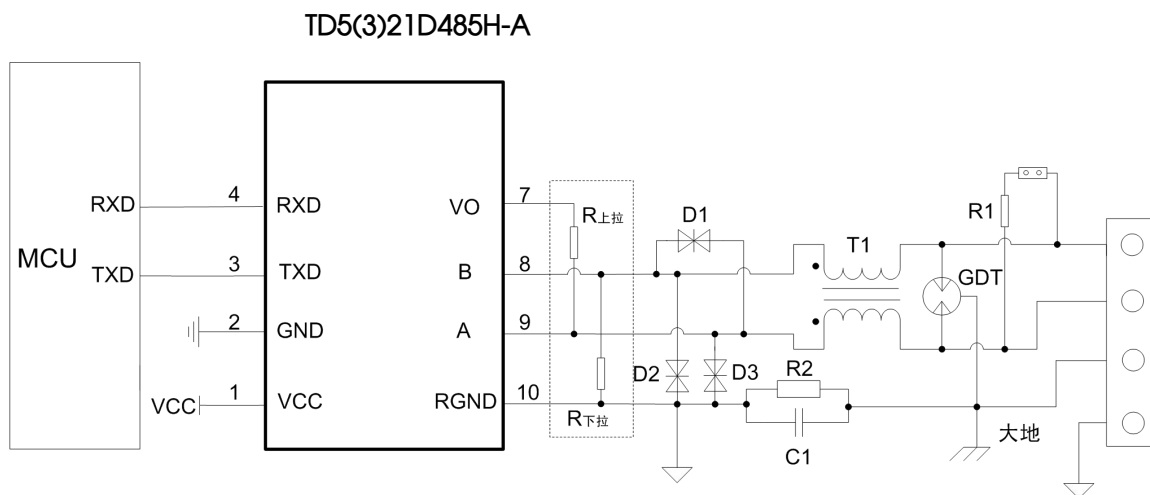 TD5(3)21D485H-A
MCU
RXD
TXD
4
3
2
1
VCC
RXD
TXD
GND
VCC
VO
B
A
RGND
7
8
9
10
R上拉
R下拉
D1
D2
D3
T1
R2
C1
GDT
R1
大地